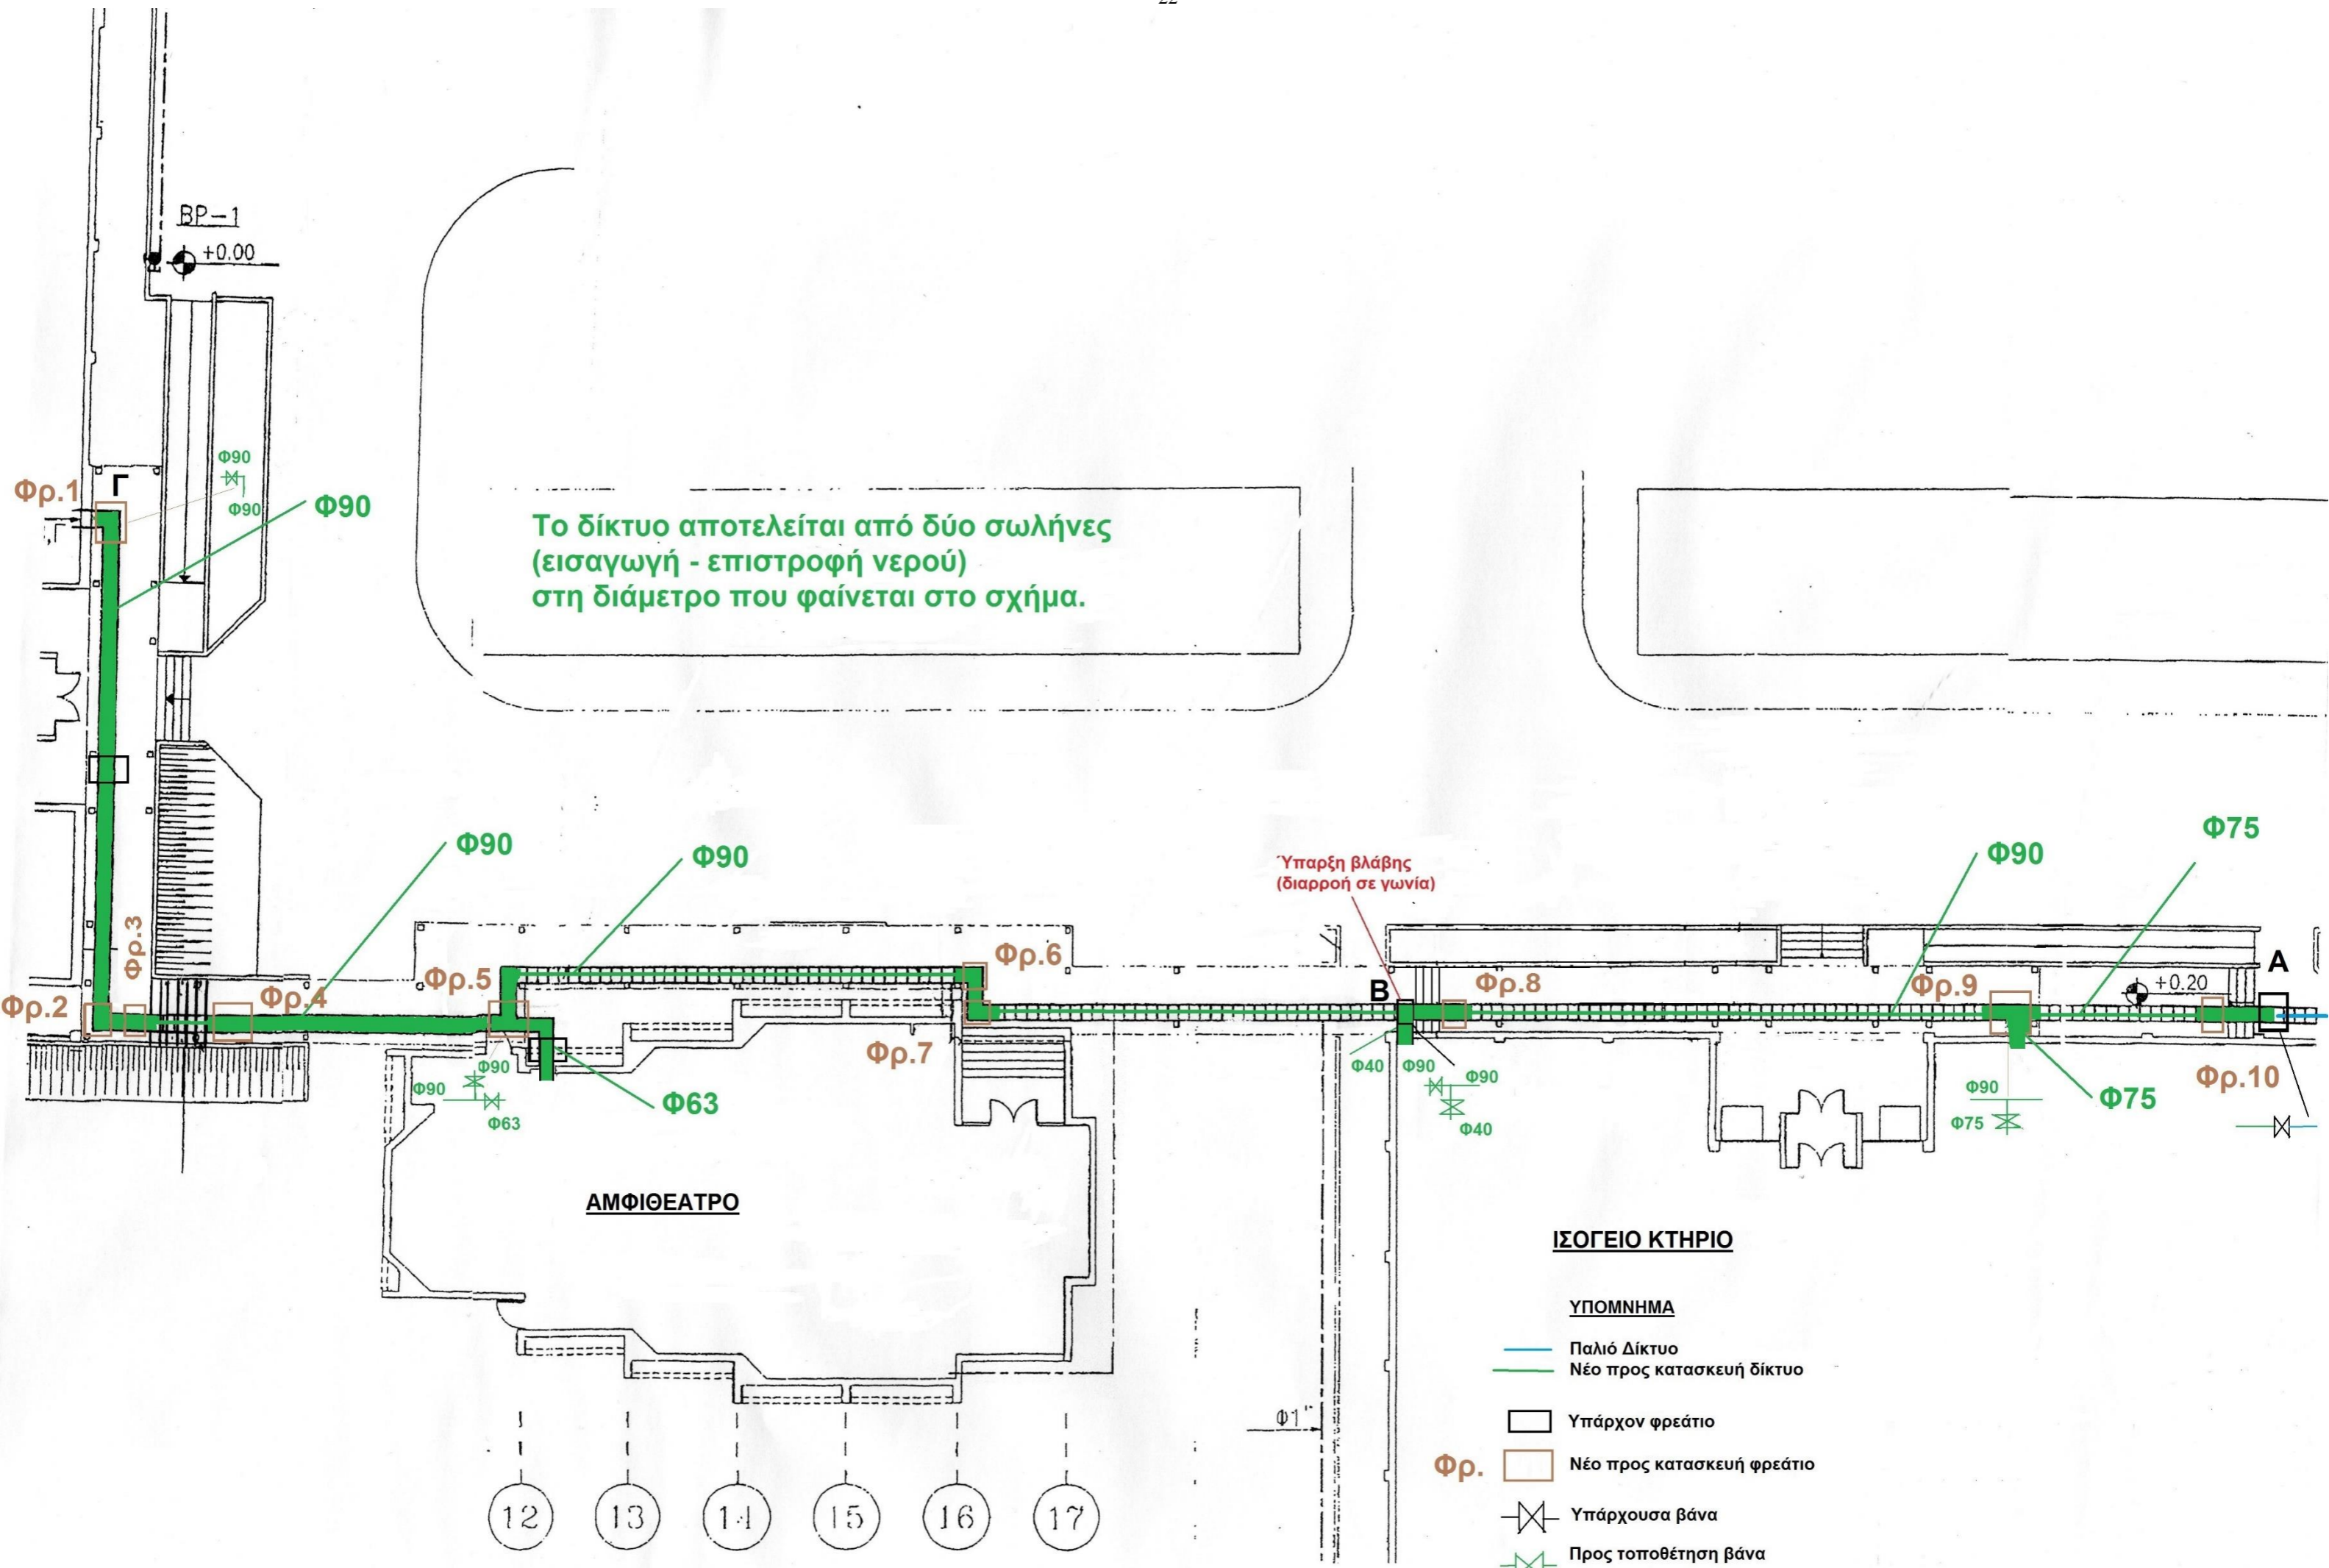 22
BP-1
+0.00
Φ90
Φ90
Φρ.1
Γ
Φ90
Το δίκτυο αποτελείται από δύο σωλήνες
(εισαγωγή - επιστροφή νερού)
στη διάμετρο που φαίνεται στο σχήμα.
Φ90
Φ90
Ύπαρξη βλάβης
(διαρροή σε γωνία)
Φ90
Φ75
Φρ.3
Φρ.2
Φρ.4
Φρ.5
Φρ.6
Φρ.7
B
Φρ.8
Φρ.9
+0.20
A
Φρ.10
Φ90
Φ90
Φ63
Φ63
Φ40
Φ90
Φ90
Φ40
Φ90
Φ75
Φ75
ΑΜΦΙΘΕΑΤΡΟ
ΙΣΟΓΕΙΟ ΚΤΗΡΙΟ
ΥΠΟΜΝΗΜΑ
Παλιό Δίκτυο
Νέο προς κατασκευή δίκτυο
Υπάρχον φρεάτιο
Φρ.
Νέο προς κατασκευή φρεάτιο
Υπάρχουσα βάνα
Προς τοποθέτηση βάνα
Φ1"
12 13 14 15 16 17